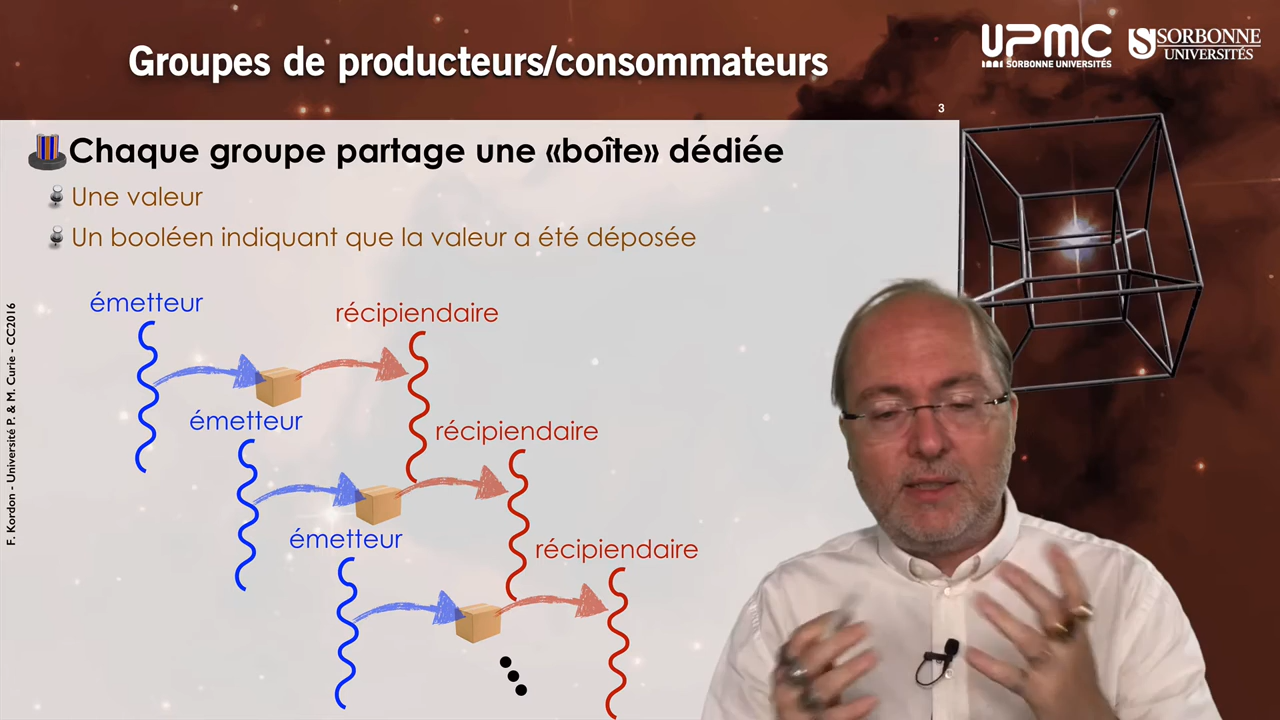 Groupes de producteurs/consommateurs
UPMC
SORBONNE UNIVERSITÉS
SORBONNE
UNIVERSITÉS
3
Chaque groupe partage une «boîte» dédiée
Une valeur
Un booléen indiquant que la valeur a été déposée
émetteur
récipiendaire
émetteur
récipiendaire
émetteur
récipiendaire
F. Kordon - Université P. & M. Curie - CC2016